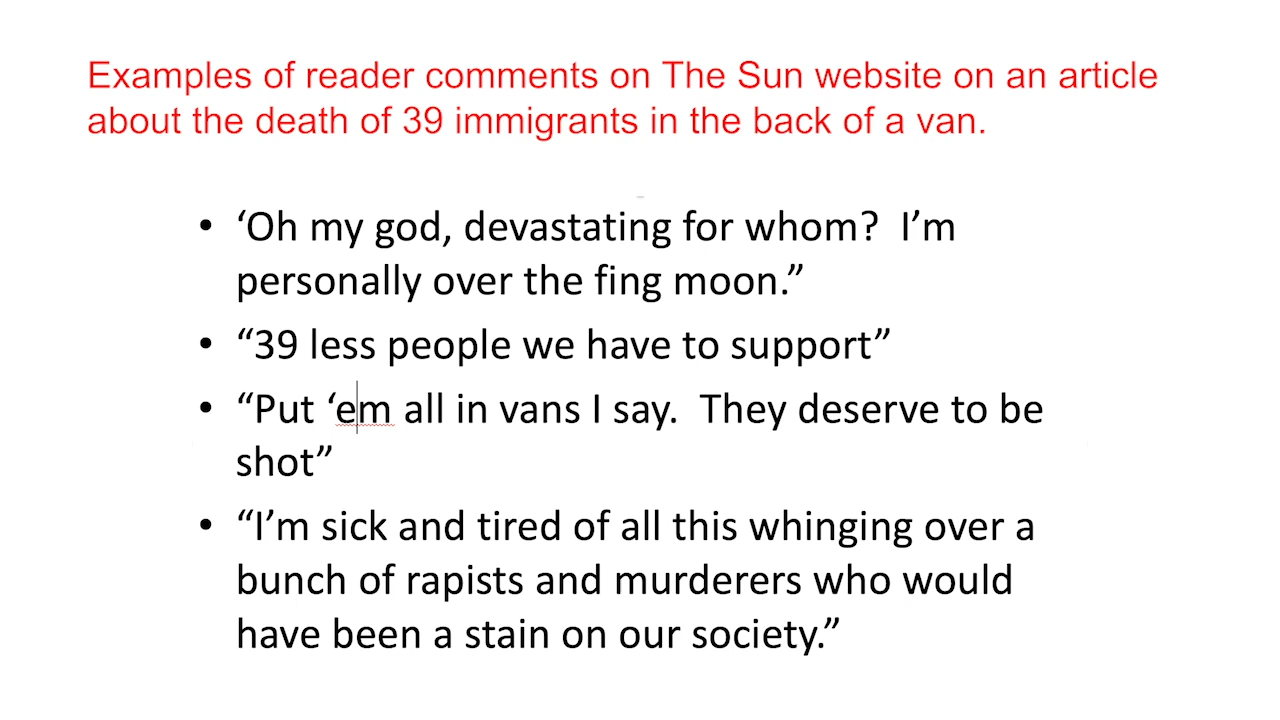 Examples of reader comments on The Sun website on an article
about the death of 39 immigrants in the back of a van.
• ‘Oh my god, devastating for whom?  I’m
personally over the fing moon.”
• “39 less people we have to support”
• “Put ‘em all in vans I say.  They deserve to be
shot”
• “I’m sick and tired of all this whinging over a
bunch of rapists and murderers who would
have been a stain on our society.”